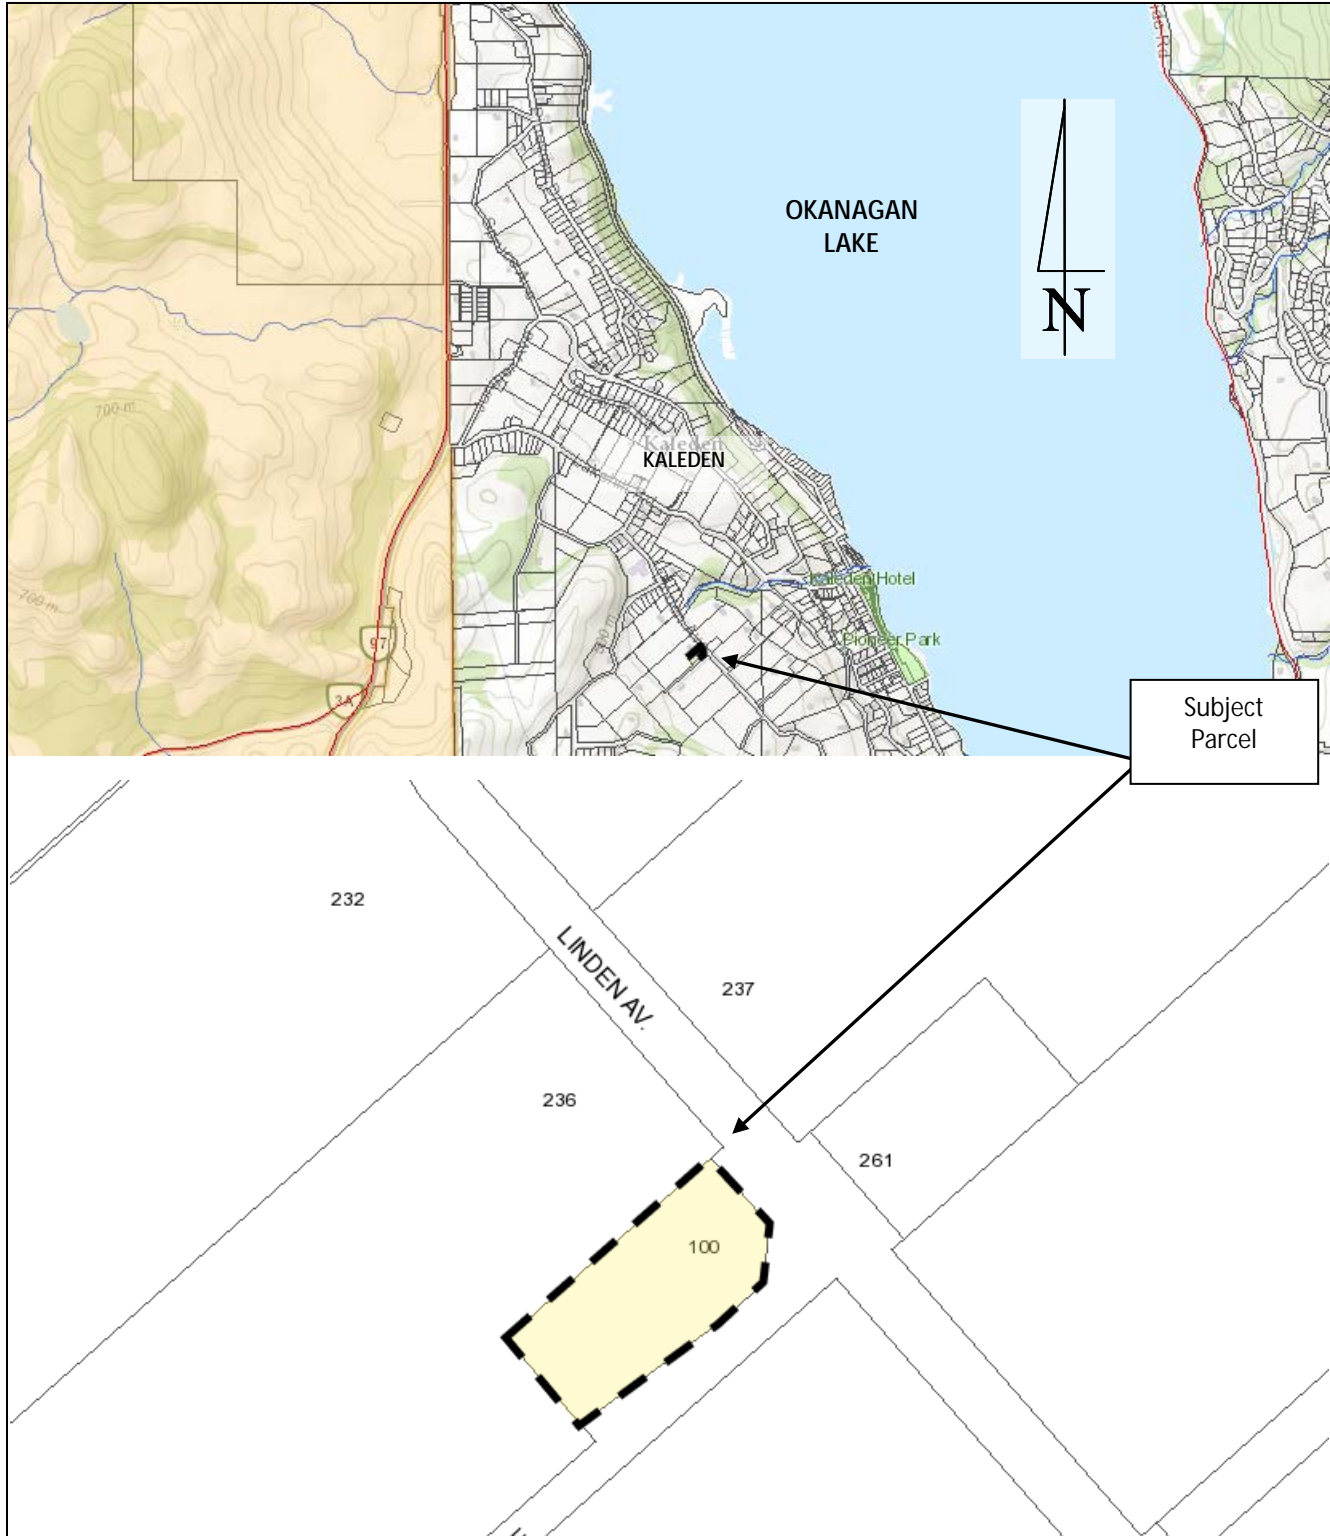 OKANAGAN
LAKE
N
700 m
Kaleden
KALEDEN
Kaleden Hotel
700 m
Pioneer Park
97
3A
Subject
Parcel
232
LINDEN AV.
237
236
261
100